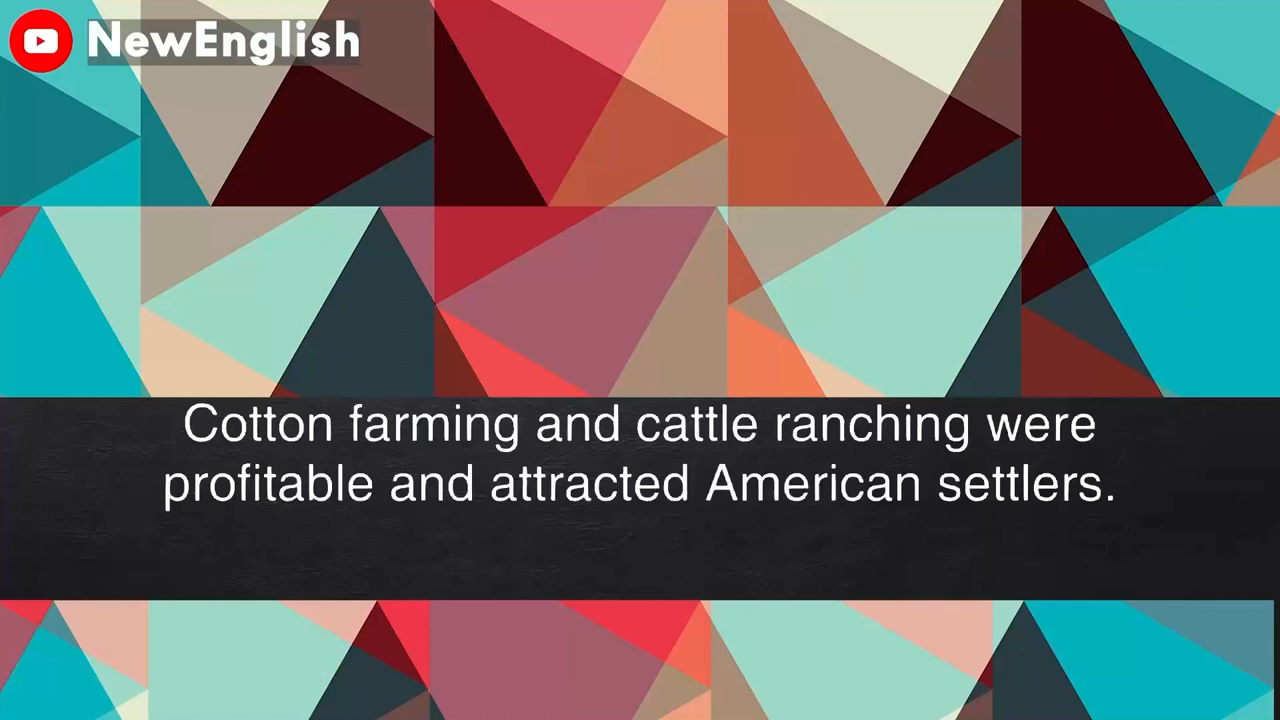 NewEnglish
Cotton farming and cattle ranching were
profitable and attracted American settlers.